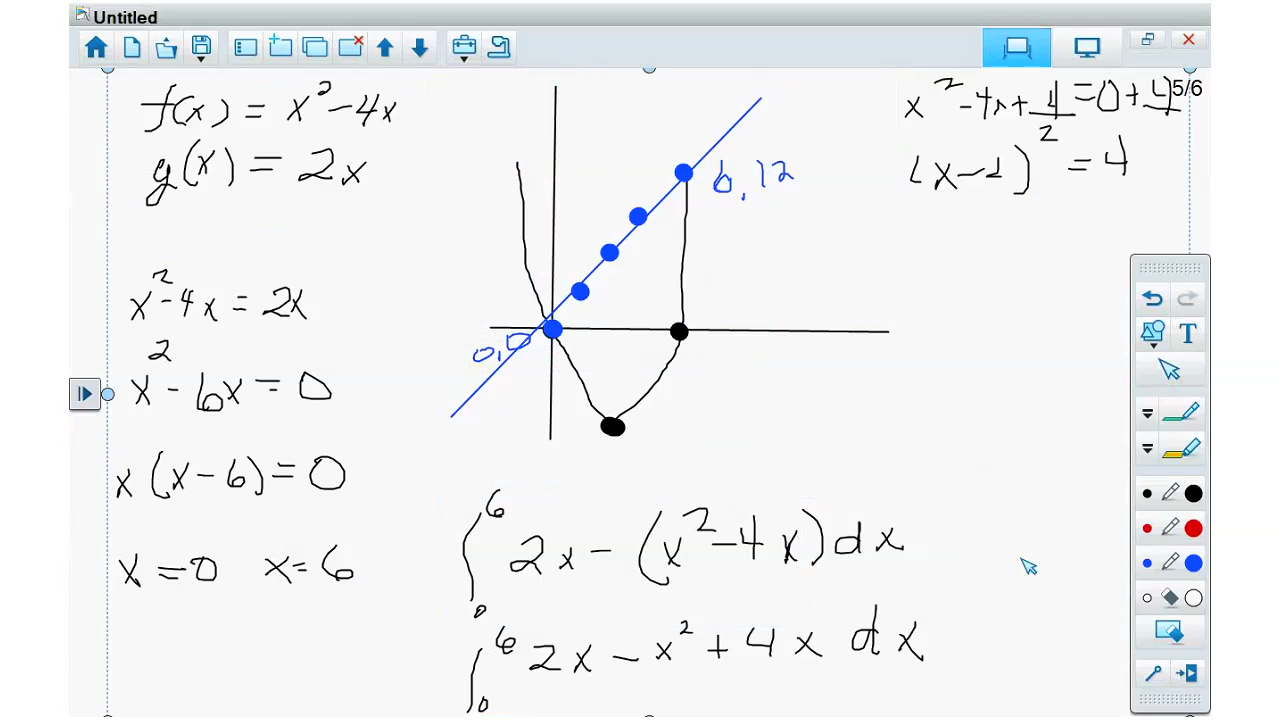 Untitled
5/6
f(x) = x² - 4x
g(x) = 2x
x² - 4x + 4 = 0 + 4
(x - 2)² = 4
6, 12
0,0
x² - 4x = 2x
x² - 6x = 0
x(x - 6) = 0
x = 0 x = 6
∫₀⁶ 2x - (x² - 4x) dx
∫₀⁶ 2x - x² + 4x dx
T